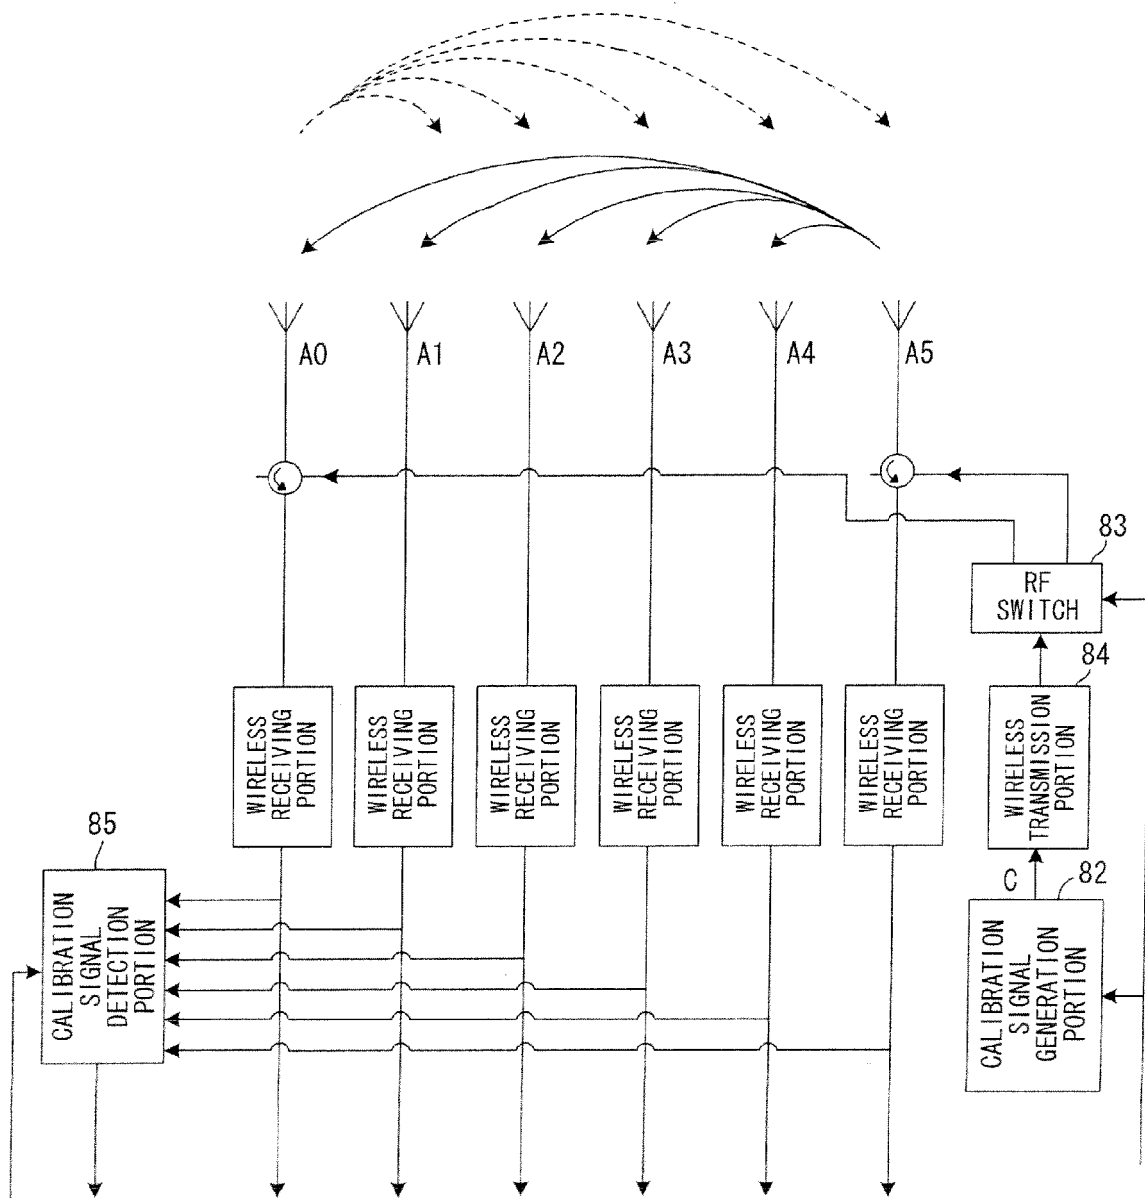 A0
A1
A2
A3
A4
A5
83
RF
SWITCH
84
WIRELESS
RECEIVING
PORTION
WIRELESS
RECEIVING
PORTION
WIRELESS
RECEIVING
PORTION
WIRELESS
RECEIVING
PORTION
WIRELESS
RECEIVING
PORTION
WIRELESS
RECEIVING
PORTION
WIRELESS
TRANSMISSION
PORTION
85
C
82
CALIBRATION
SIGNAL
DETECTION
PORTION
CALIBRATION
SIGNAL
GENERATION
PORTION